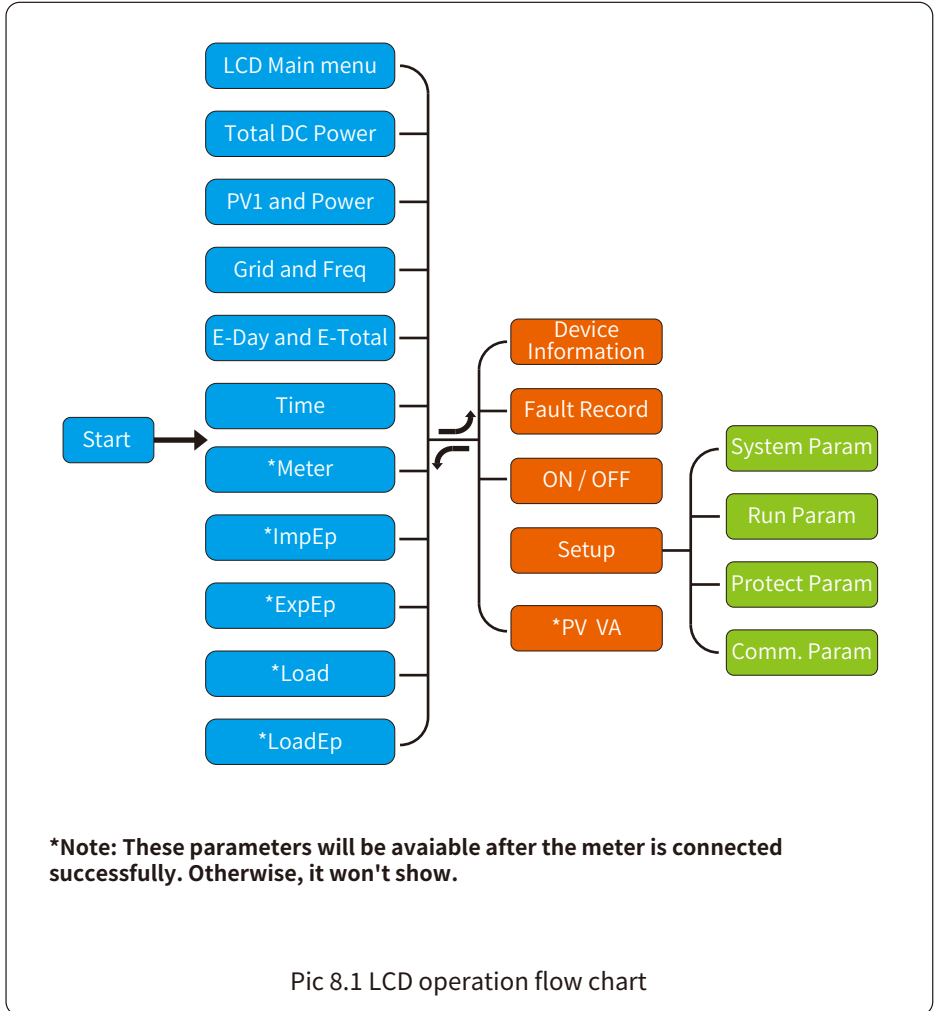 LCD Main menu
Total DC Power
PV1 and Power
Grid and Freq
E-Day and E-Total
Time
Start
*Meter
*ImpEp
*ExpEp
*Load
*LoadEp
Device
Information
Fault Record
ON / OFF
Setup
*PV VA
System Param
Run Param
Protect Param
Comm. Param
*Note: These parameters will be avaiable after the meter is connected
successfully. Otherwise, it won't show.
Pic 8.1 LCD operation flow chart